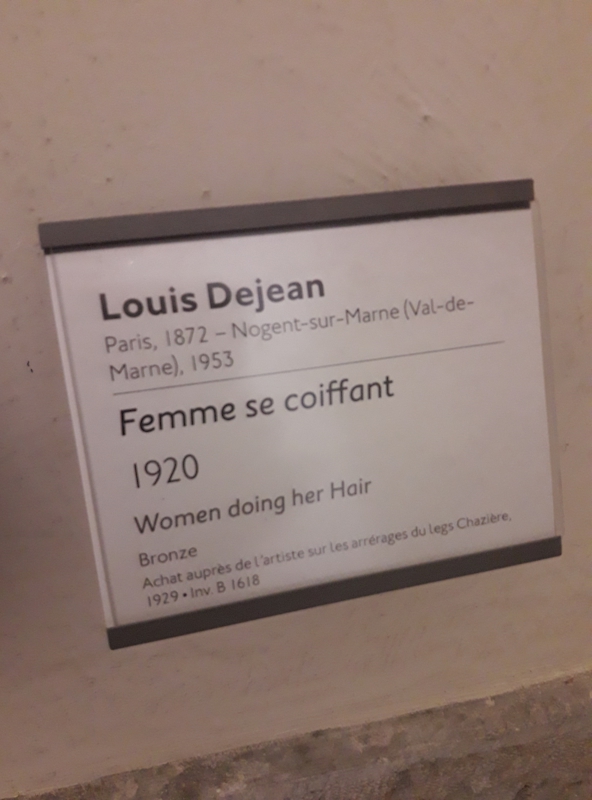 Louis Dejean
Paris, 1872 – Nogent-sur-Marne (Val-de-
Marne), 1953
Femme se coiffant
1920
Women doing her Hair
Bronze
Achat auprès de l'artiste sur les arrérages du legs Chazière,
1929 • Inv. B 1618